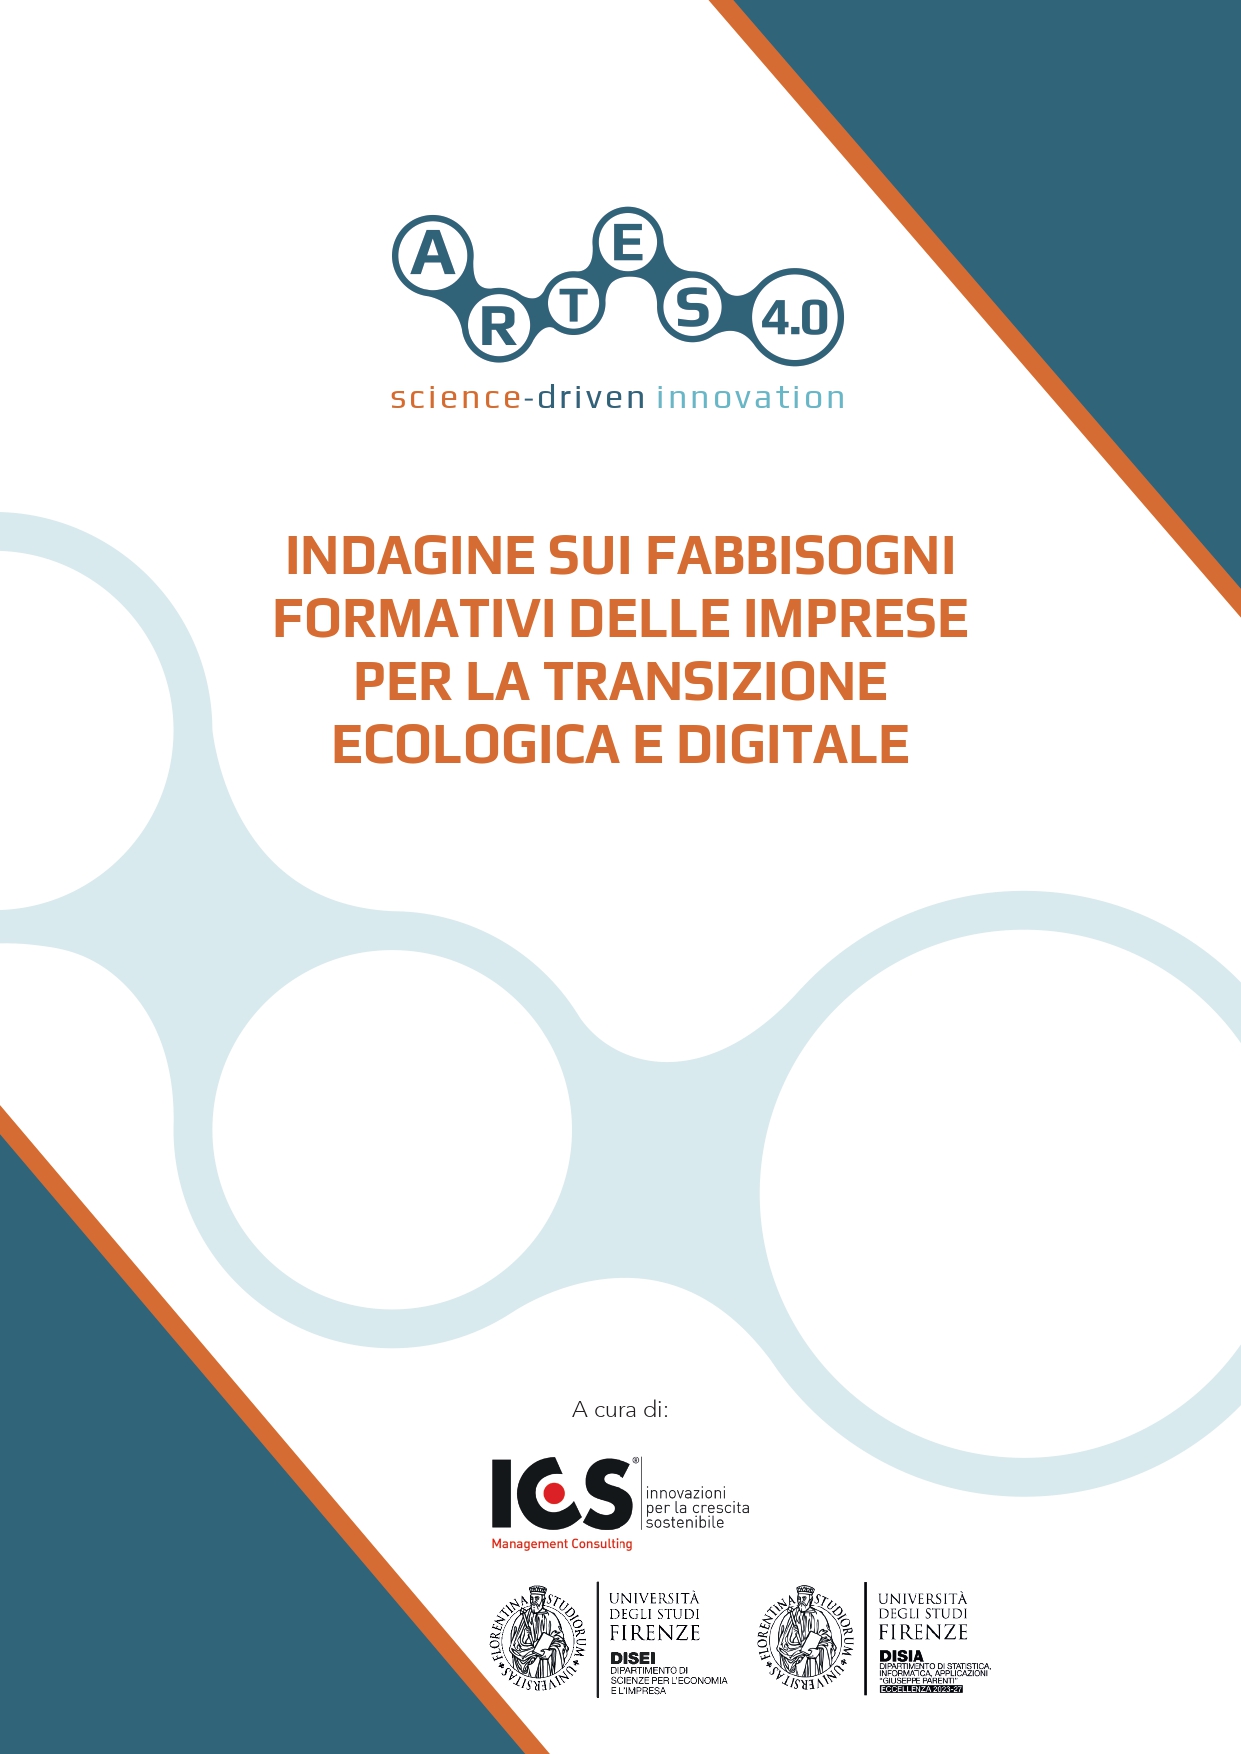 ARTES 4.0
science-driven innovation
INDAGINE SUI FABBISOGNI
FORMATIVI DELLE IMPRESE
PER LA TRANSIZIONE
ECOLOGICA E DIGITALE
A cura di:
ICS®
innovazioni
per la crescita
sostenibile
Management Consulting
FLORENTINA STUDIORUM UNIVERSITAS
UNIVERSITÀ
DEGLI STUDI
FIRENZE
DISEI
DIPARTIMENTO DI
SCIENZE PER L'ECONOMIA
E L'IMPRESA
FLORENTINA STUDIORUM UNIVERSITAS
UNIVERSITÀ
DEGLI STUDI
FIRENZE
DISIA
DIPARTIMENTO DI STATISTICA,
INFORMATICA, APPLICAZIONI
"GIUSEPPE PARENTI"
ECCELLENZA 2023-27